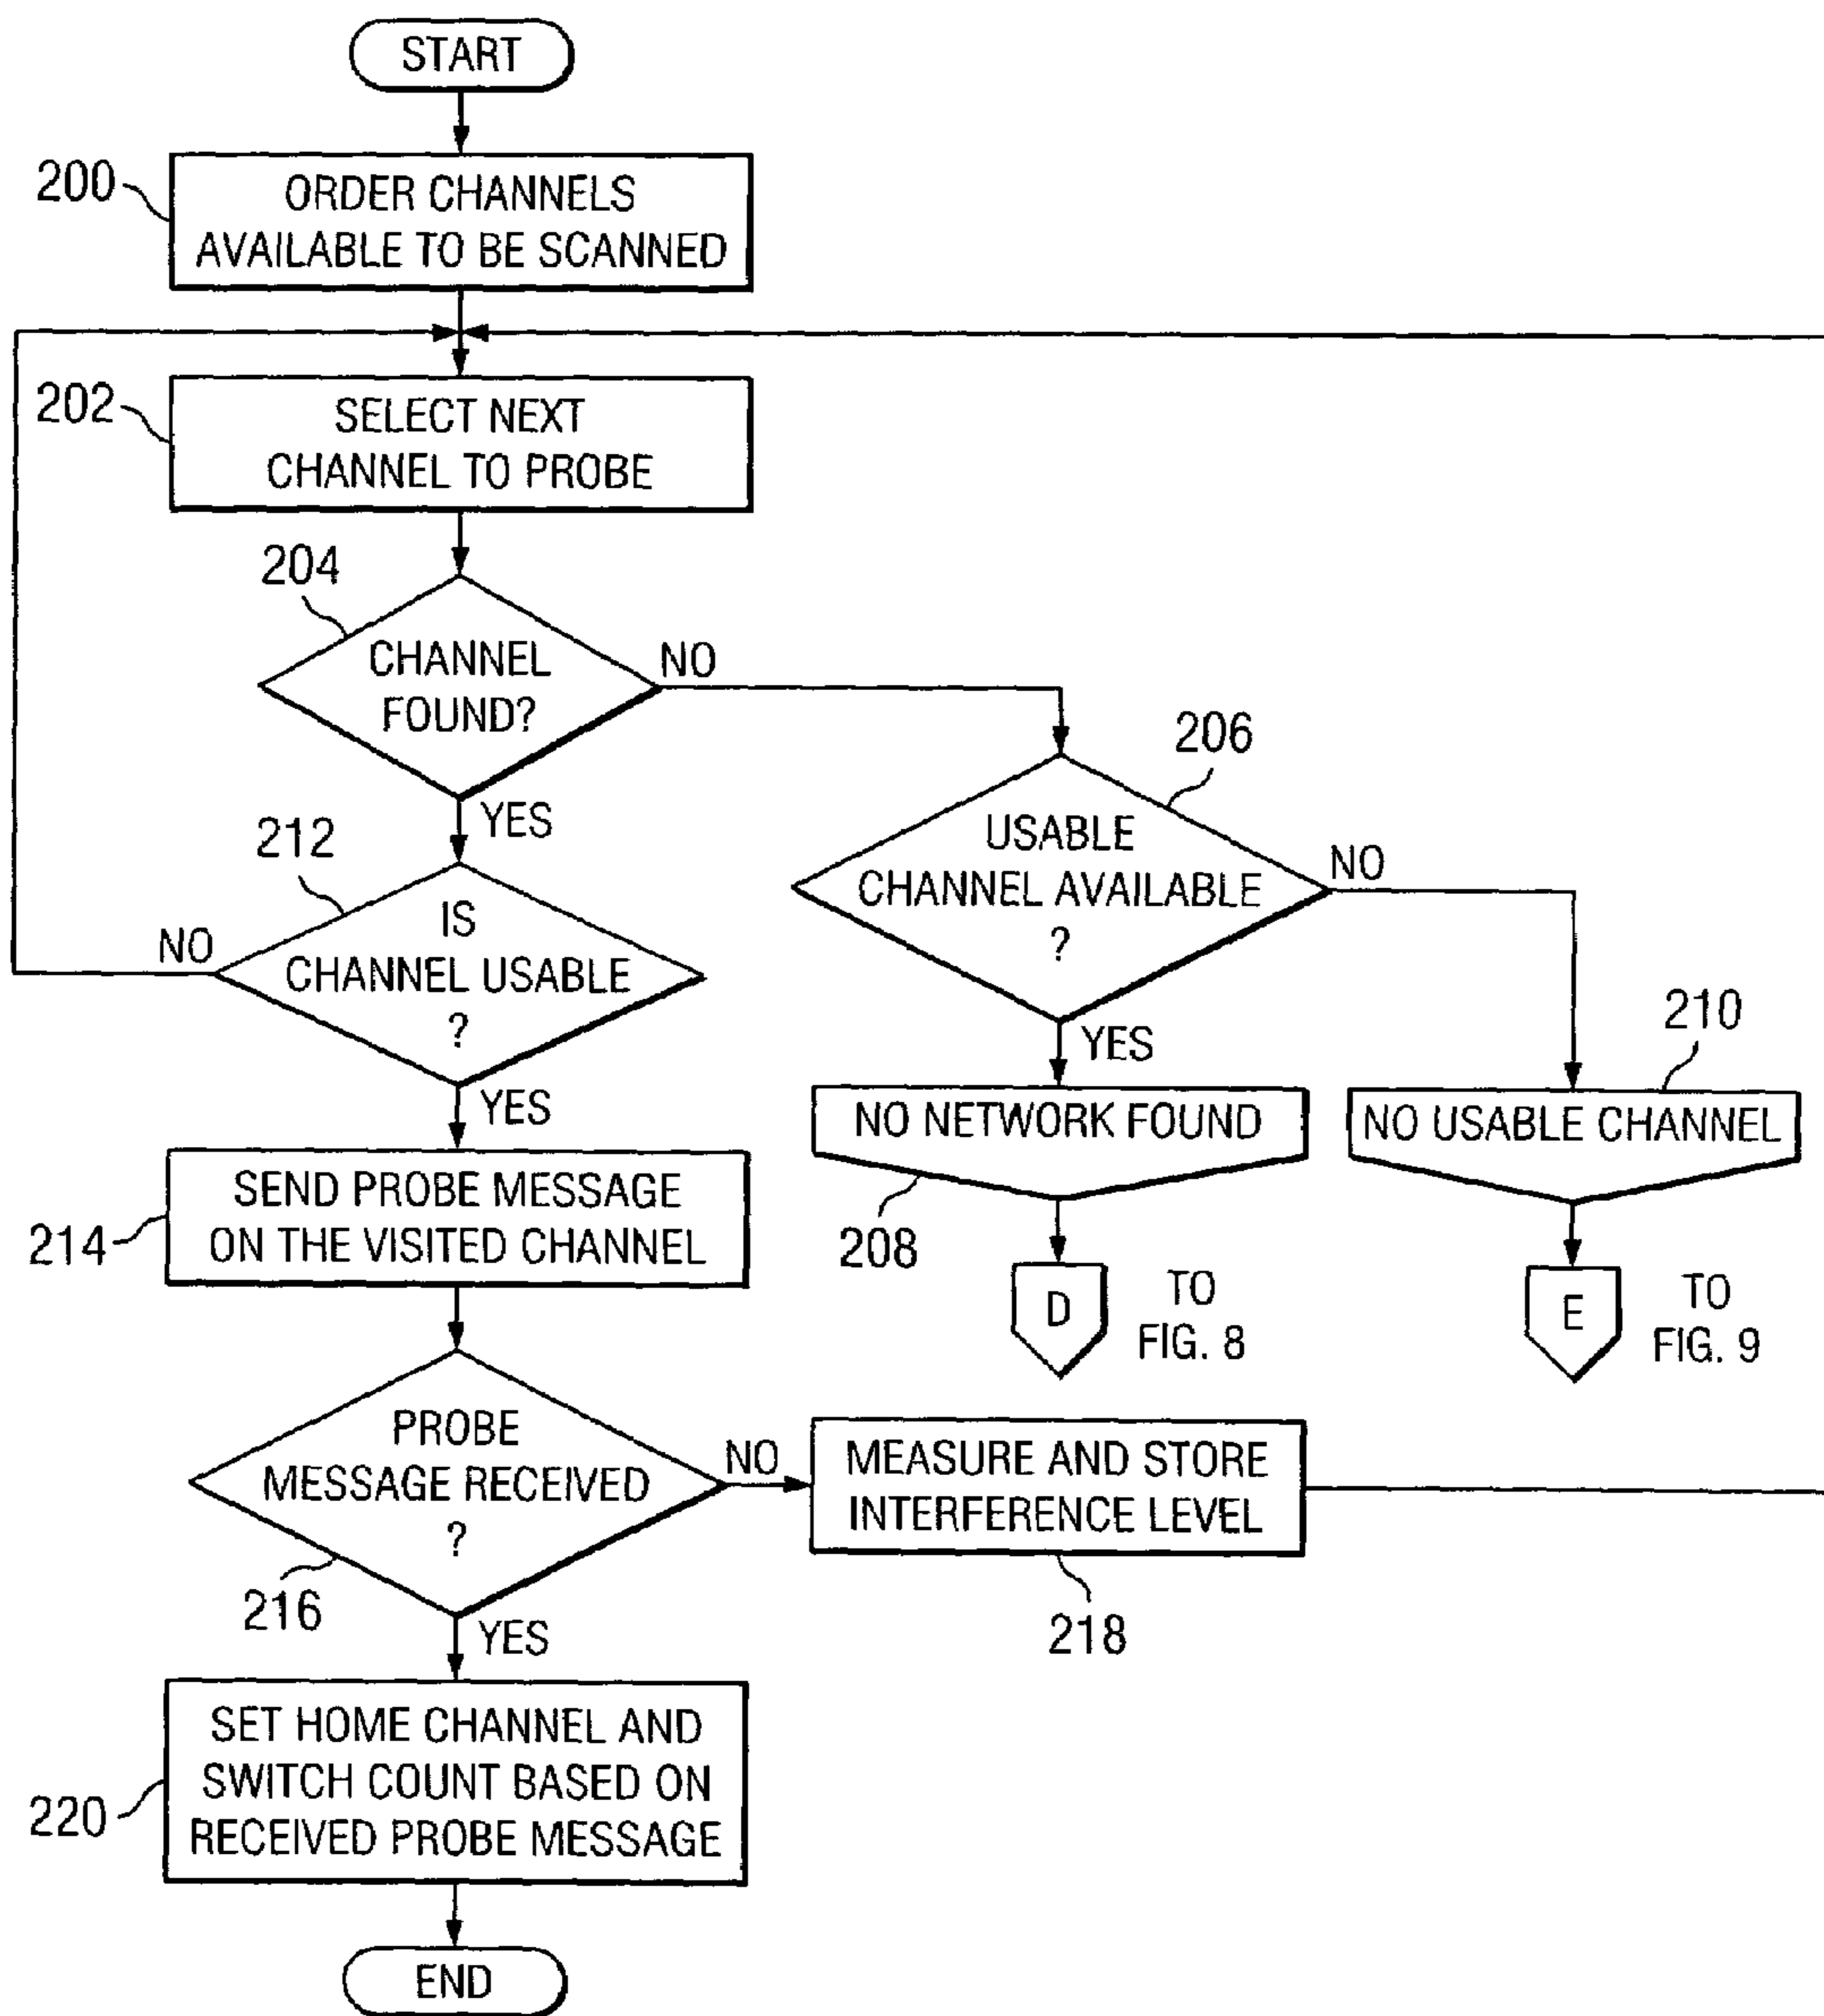 START
200
ORDER CHANNELS
AVAILABLE TO BE SCANNED
202
SELECT NEXT
CHANNEL TO PROBE
204
CHANNEL
FOUND?
NO
YES
206
USABLE
CHANNEL AVAILABLE
?
NO
YES
212
IS
CHANNEL USABLE
?
NO
YES
210
NO NETWORK FOUND
208
NO USABLE CHANNEL
D
TO
FIG. 8
E
TO
FIG. 9
214
SEND PROBE MESSAGE
ON THE VISITED CHANNEL
PROBE
MESSAGE RECEIVED
?
216
NO
YES
MEASURE AND STORE
INTERFERENCE LEVEL
218
220
SET HOME CHANNEL AND
SWITCH COUNT BASED ON
RECEIVED PROBE MESSAGE
END